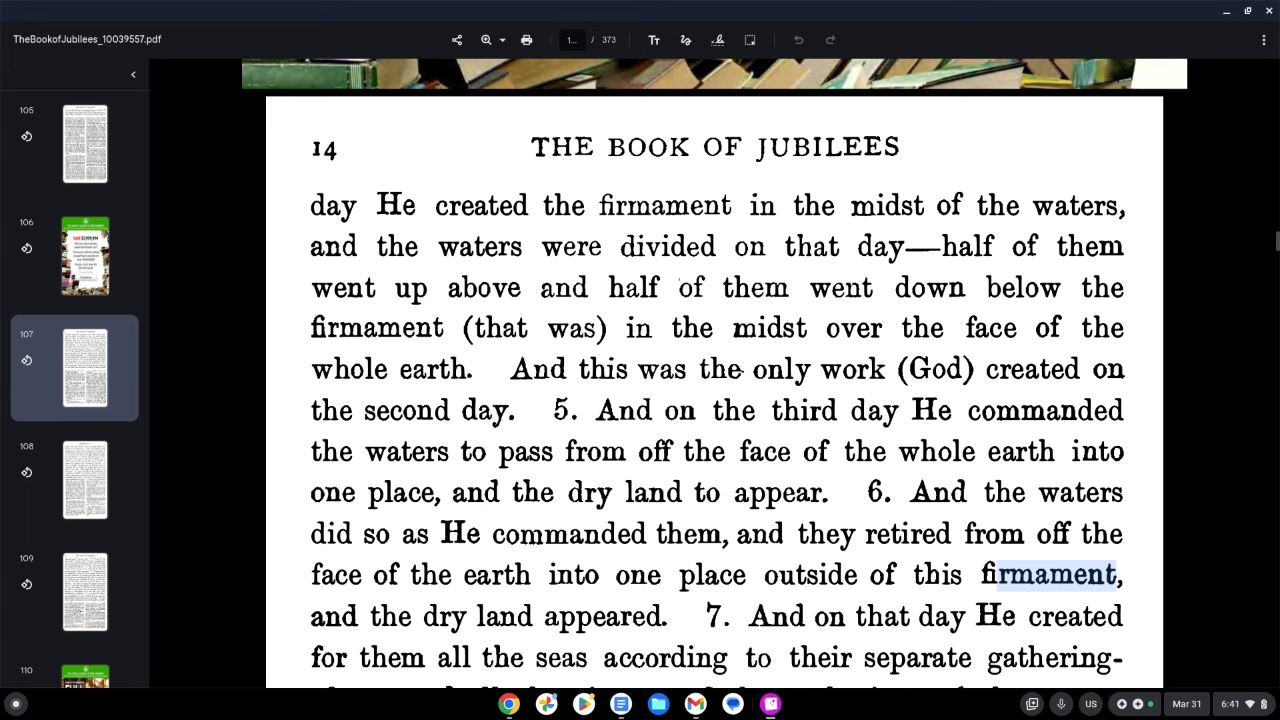 TheBookofJubilees_10039557.pdf
1... / 373
105
106
107
108
109
110
14 THE BOOK OF JUBILEES
day He created the firmament in the midst of the waters,
and the waters were divided on that day—half of them
went up above and half of them went down below the
firmament (that was) in the midst over the face of the
whole earth. And this was the only work (God) created on
the second day. 5. And on the third day He commanded
the waters to pass from off the face of the whole earth into
one place, and the dry land to appear. 6. And the waters
did so as He commanded them, and they retired from off the
face of the earth into one place outside of this firmament,
and the dry land appeared. 7. And on that day He created
for them all the seas according to their separate gathering-
US Mar 31 6:41